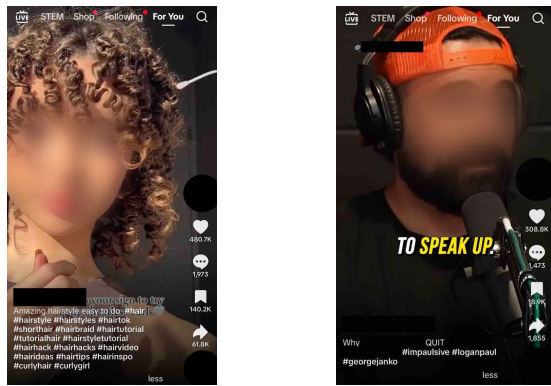 LIVE STEM Shop Following For You
480.7K
1,973
140.2K
61.8K
your sign to try
Amazing hairstyle easy to do #hair
#hairstyle #hairstyles #hairtok
#shorthair #hairbraid #hairtutorial
#tutorialhair #hairstyletutorial
#hairhack #hairhacks #hairvideo
#hairideas #hairtips #hairinspo
#curlyhair #curlygirl
less
LIVE STEM Shop Following For You
@
TO SPEAK UP.
308.8K
1,473
18.9K
1,855
Why QUIT
#impaulsive #loganpaul
#georgejanko
less